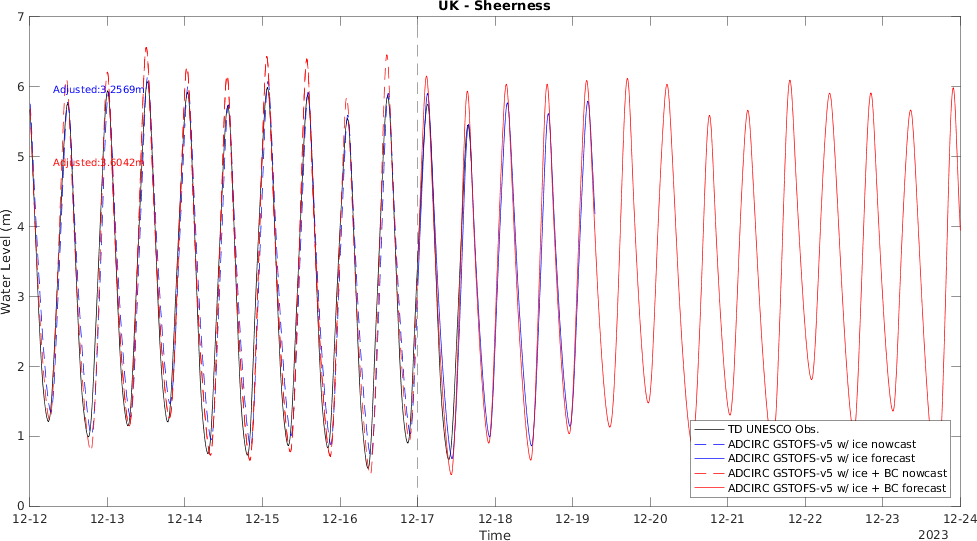 UK - Sheerness
7
6
5
4
3
2
1
0
Water Level (m)
Adjusted:3.2569m
Adjusted:3.6042m
TD UNESCO Obs.
ADCIRC GSTOFS-v5 w/ ice nowcast
ADCIRC GSTOFS-v5 w/ ice forecast
ADCIRC GSTOFS-v5 w/ ice + BC nowcast
ADCIRC GSTOFS-v5 w/ ice + BC forecast
12-12 12-13 12-14 12-15 12-16 12-17 12-18 12-19 12-20 12-21 12-22 12-23 12-24
Time
2023